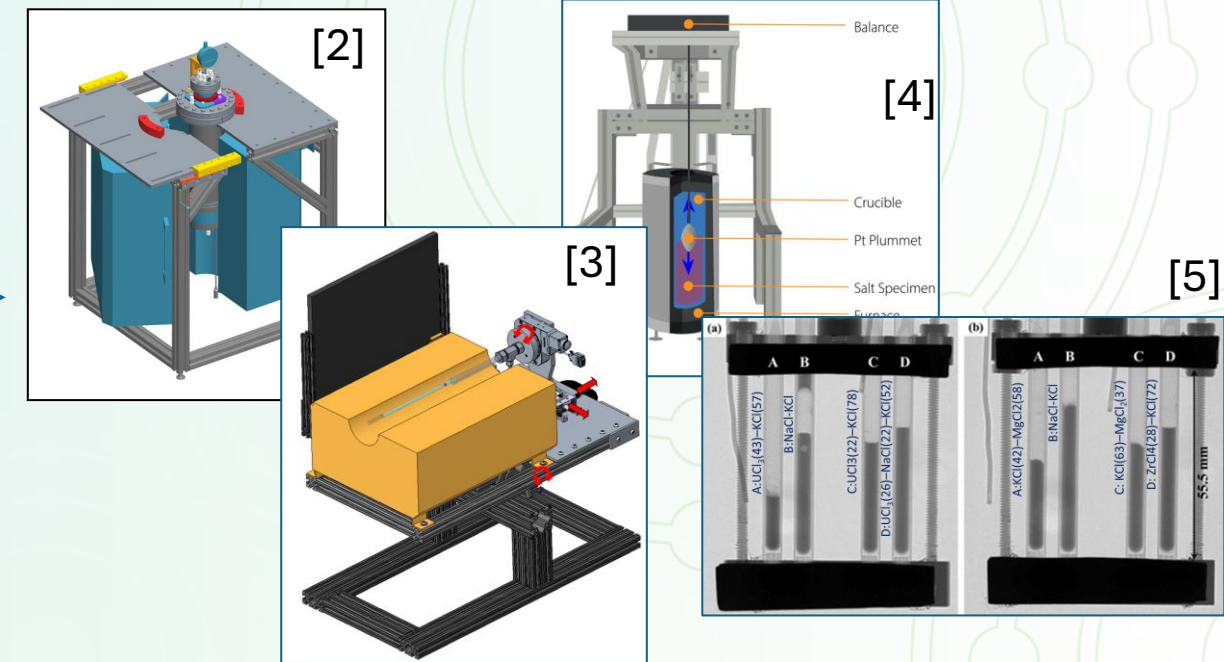 [2]
[3]
Balance
[4]
Crucible
Pt Plummet
Salt Specimen
Furnace
[5]
(a)
A
B
C
D
A:UCl₃(43)–KCl(57)
B:NaCl-KCl
C:UCl3(22)–KCl(78)
D:UCl₃(26)–NaCl(22)–KCl(52)
(b)
A
B
C
D
A:KCl(42)–MgCl2(58)
B:NaCl-KCl
C: KCl(63)–MgCl₂(37)
D: ZrCl4(28)–KCl(72)
55.5 mm